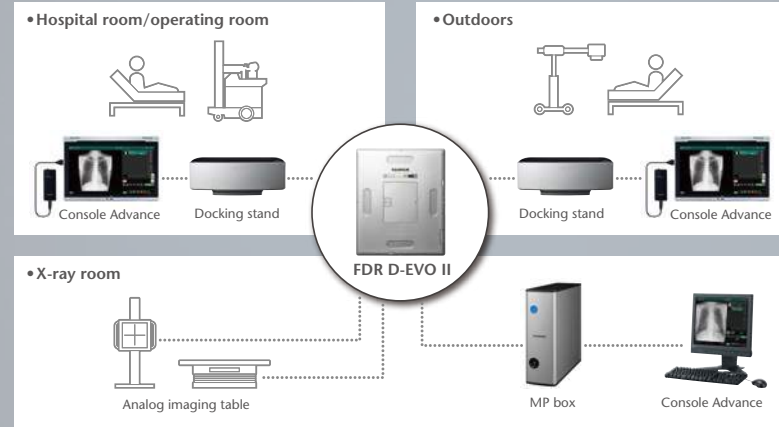 •Hospital room/operating room
Console Advance
Docking stand
•Outdoors
Docking stand
Console Advance
FDR D-EVO II
•X-ray room
Analog imaging table
MP box
Console Advance